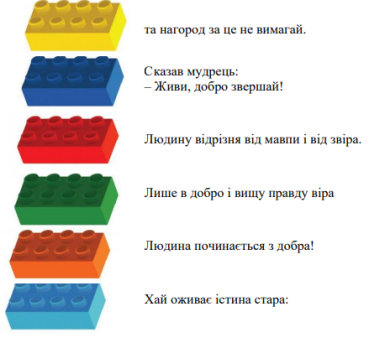 та нагород за це не вимагай.
Сказав мудрець:
– Живи, добро звершай!
Людину відрізня від мавпи і від звіра.
Лише в добро і вищу правду віра
Людина починається з добра!
Хай оживає істина стара: